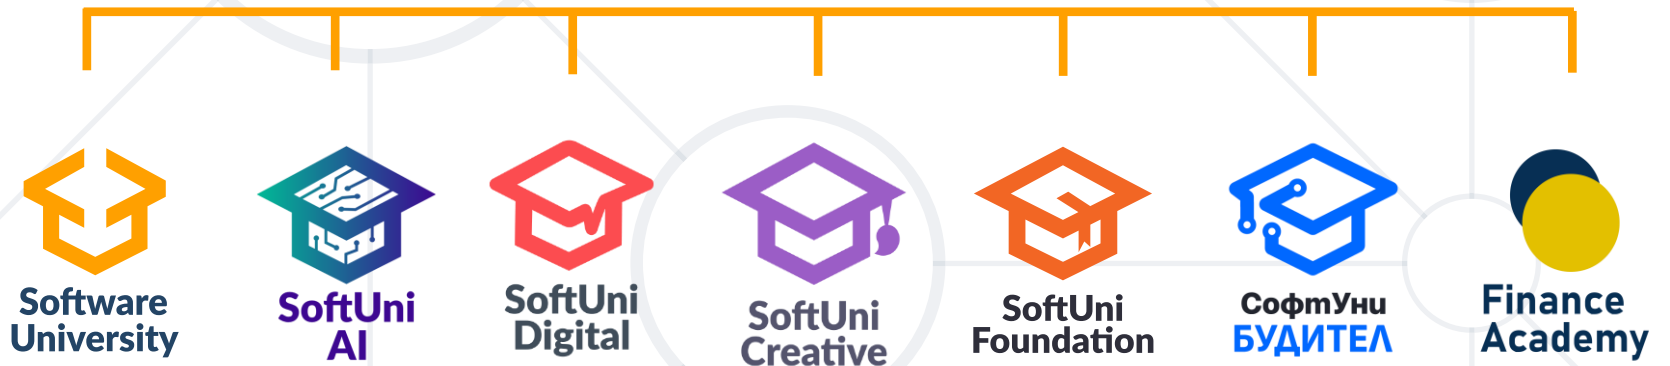 Software
University
SoftUni
AI
SoftUni
Digital
SoftUni
Creative
SoftUni
Foundation
СофтУни
БУДИТЕЛ
Finance
Academy